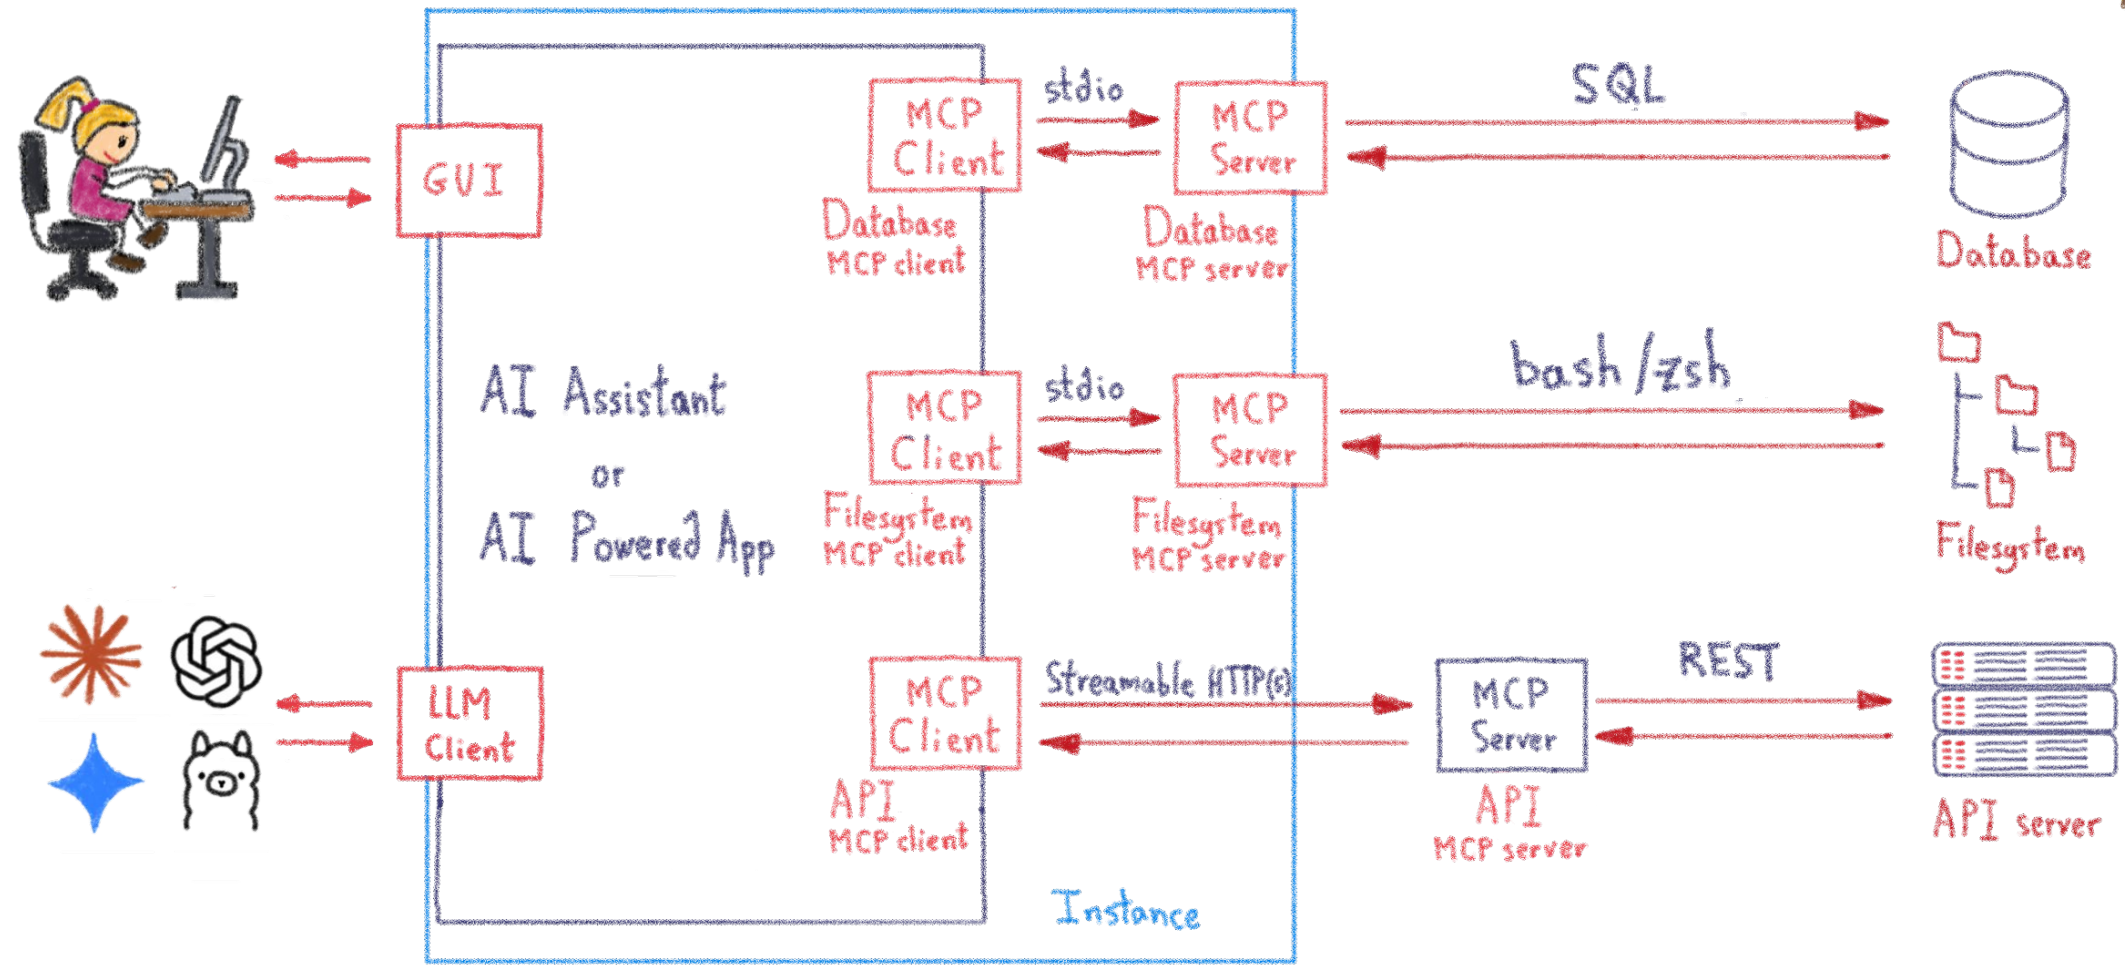 GUI
AI Assistant
or
AI Powered App
LLM
Client
MCP
Client
Database
MCP client
stdio
MCP
Server
Database
MCP server
SQL
Database
MCP
Client
Filesystem
MCP client
stdio
MCP
Server
Filesystem
MCP server
bash/zsh
Filesystem
MCP
Client
API
MCP client
Streamable HTTP(s)
MCP
Server
API
MCP server
REST
API server
Instance